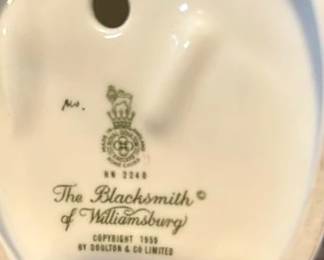 HN 2240
The Blacksmith ©
of Williamsburg
COPYRIGHT 1959
BY DOULTON & CO LIMITED